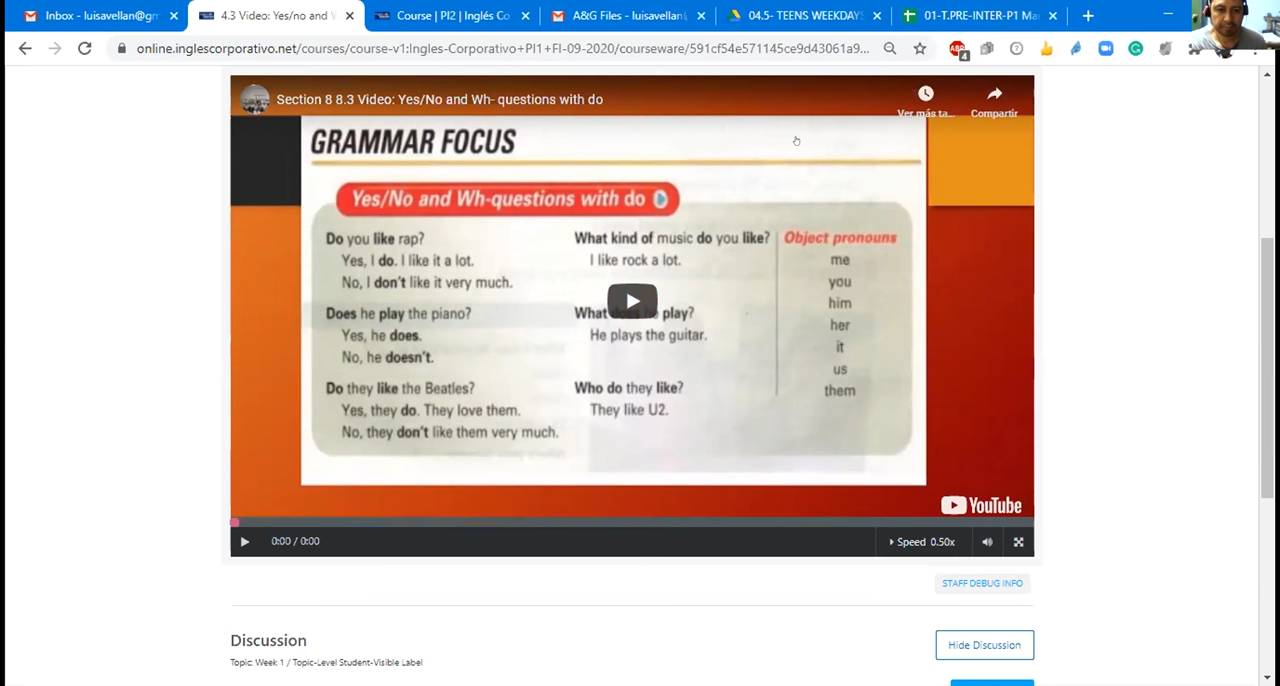 Inbox - luisavellan@gm
4.3 Video: Yes/no and V
Course | PI2 | Inglés Co
A&G Files - luisavellan@
04.5- TEENS WEEKDAYS
01-T.PRE-INTER-P1 Ma
online.inglescorporativo.net/courses/course-v1:Ingles-Corporativo+PI1+FI-09-2020/courseware/591cf54e571145ce9d43061a9...
ABP
4
Section 8 8.3 Video: Yes/No and Wh- questions with do
Ver más ta...
Compartir
GRAMMAR FOCUS
Yes/No and Wh-questions with do
Do you like rap?
Yes, I do. I like it a lot.
No, I don't like it very much.
Does he play the piano?
Yes, he does.
No, he doesn't.
Do they like the Beatles?
Yes, they do. They love them.
No, they don't like them very much.
What kind of music do you like?
I like rock a lot.
What does he play?
He plays the guitar.
Who do they like?
They like U2.
Object pronouns
me
you
him
her
it
us
them
YouTube
0:00 / 0:00
Speed 0.50x
STAFF DEBUG INFO
Discussion
Hide Discussion
Topic: Week 1 / Topic-Level Student-Visible Label